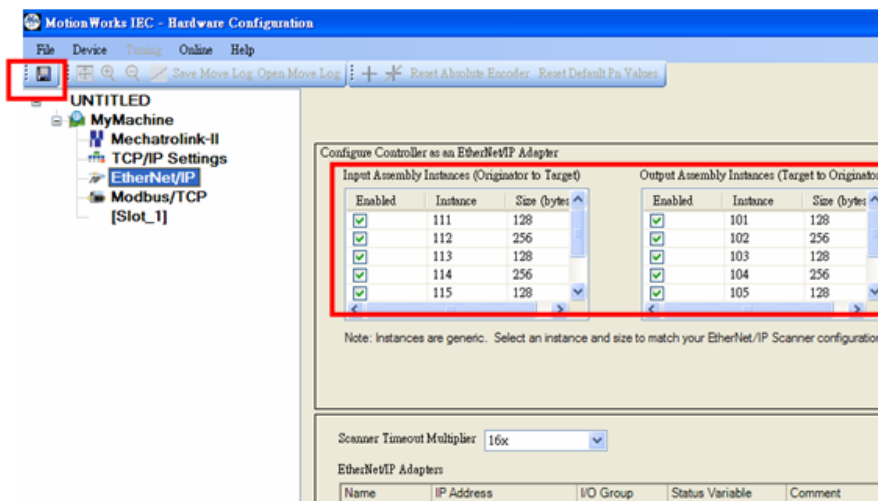 MotionWorks IEC - Hardware Configuration
File Device Tuning Online Help
Save Move Log Open Move Log Reset Absolute Encoder Reset Default Pn Values
UNTITLED
MyMachine
Mechatrolink-II
TCP/IP Settings
EtherNet/IP
Modbus/TCP
[Slot_1]
Configure Controller as an EtherNet/IP Adapter
Input Assembly Instances (Originator to Target)
Enabled Instance Size (bytes
111 128
112 256
113 128
114 256
115 128
Output Assembly Instances (Target to Originator
Enabled Instance Size (bytes
101 128
102 256
103 128
104 256
105 128
Note: Instances are generic. Select an instance and size to match your EtherNet/IP Scanner configuration
Scanner Timeout Multiplier 16x
EtherNet/IP Adapters
Name IP Address I/O Group Status Variable Comment